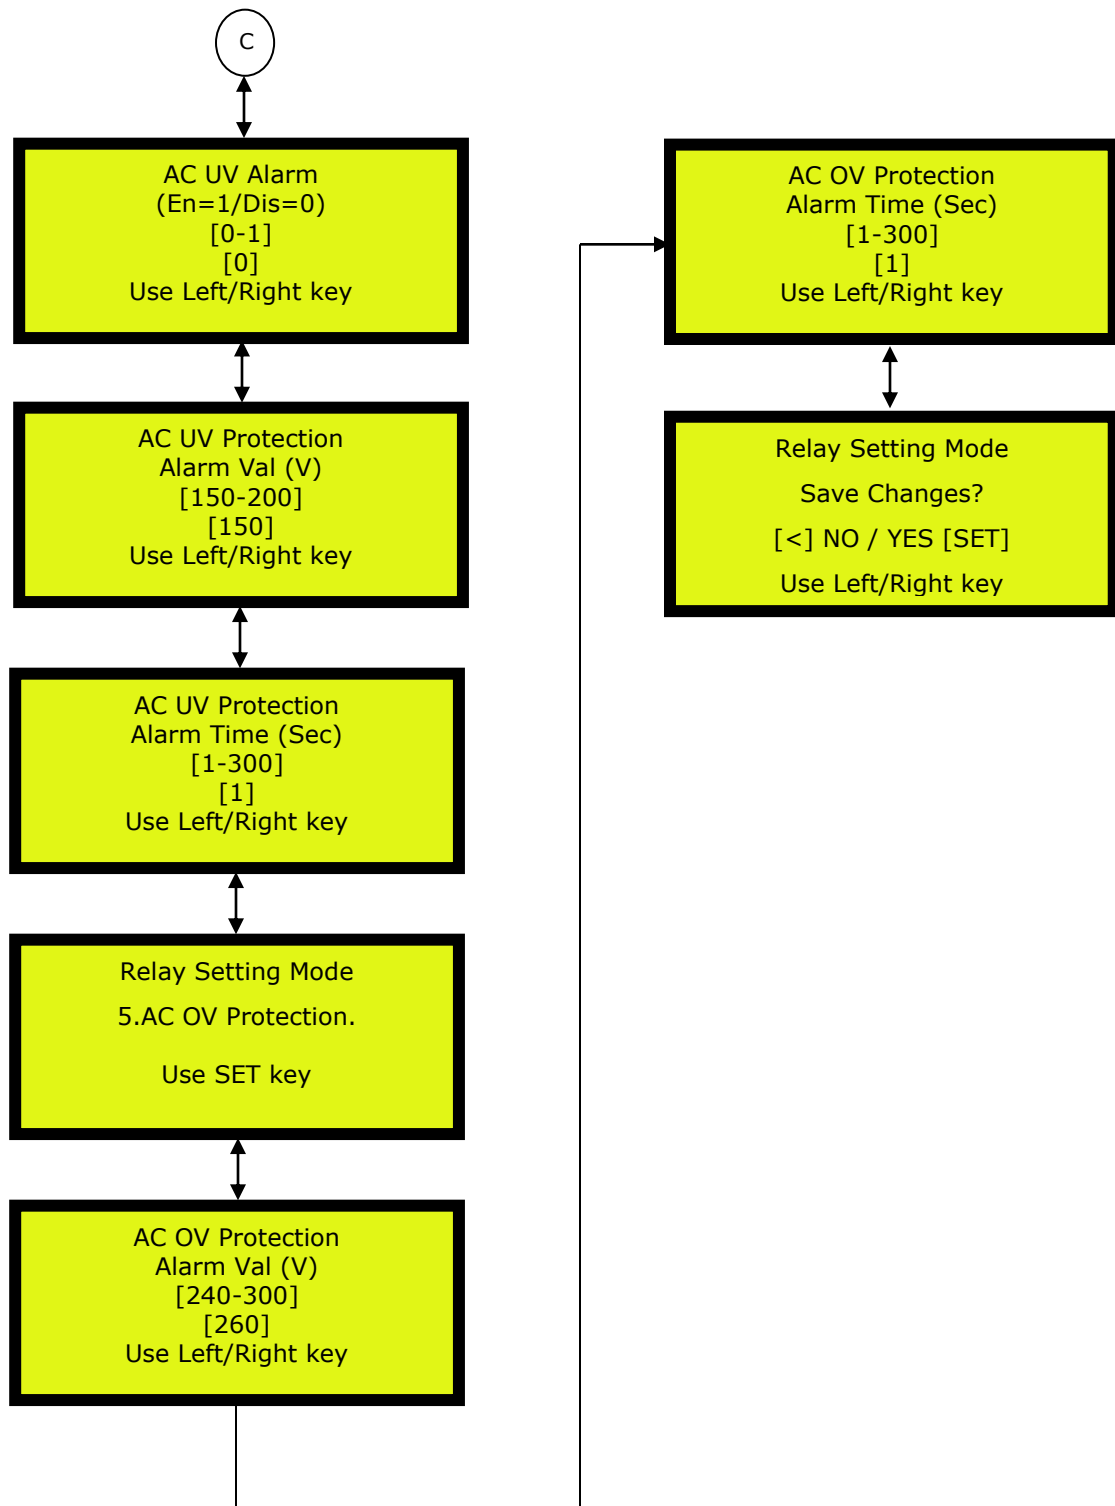 C
AC UV Alarm
(En=1/Dis=0)
[0-1]
[0]
Use Left/Right key
AC UV Protection
Alarm Val (V)
[150-200]
[150]
Use Left/Right key
AC UV Protection
Alarm Time (Sec)
[1-300]
[1]
Use Left/Right key
Relay Setting Mode
5.AC OV Protection.
Use SET key
AC OV Protection
Alarm Val (V)
[240-300]
[260]
Use Left/Right key
AC OV Protection
Alarm Time (Sec)
[1-300]
[1]
Use Left/Right key
Relay Setting Mode
Save Changes?
[<] NO / YES [SET]
Use Left/Right key